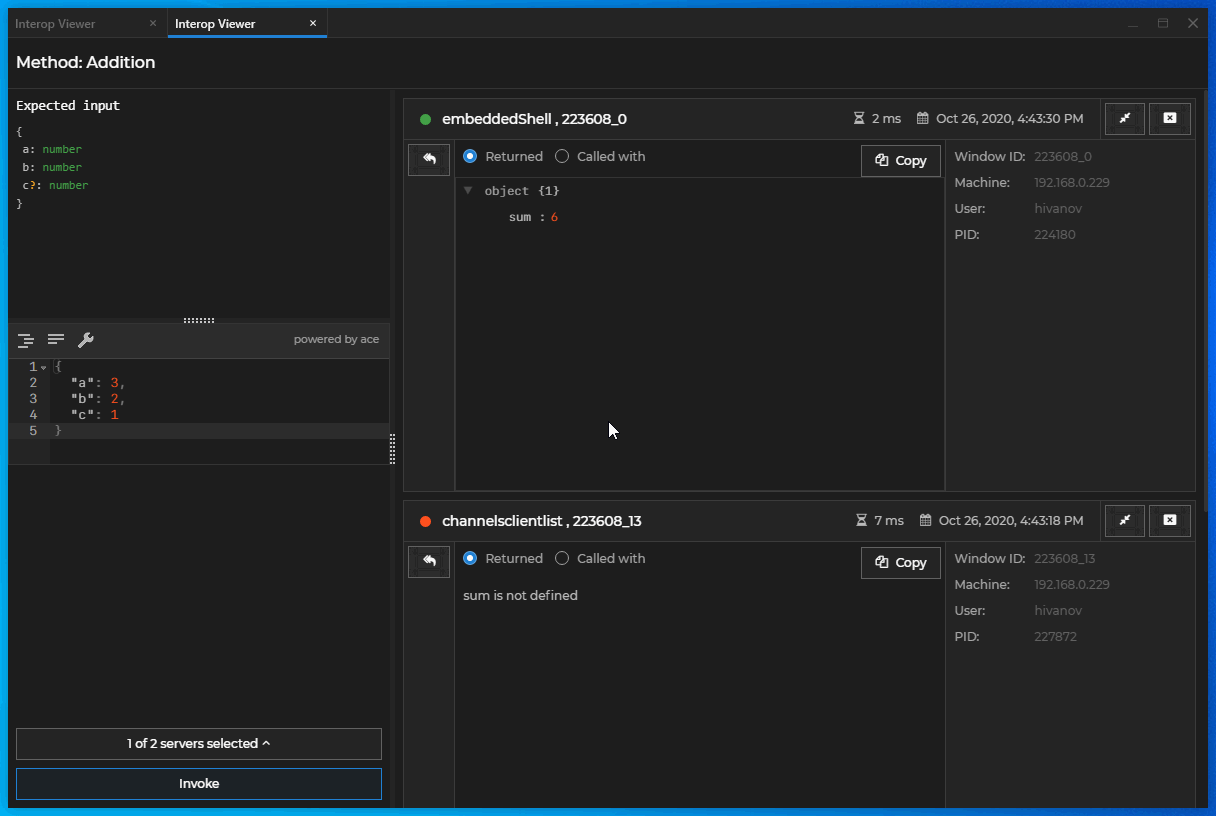 Interop Viewer ×
Interop Viewer ×
Method: Addition
Expected input
{
a: number
b: number
c?: number
}
powered by ace
1 {
2 "a": 3,
3 "b": 2,
4 "c": 1
5 }
1 of 2 servers selected
Invoke
embeddedShell , 223608_0
2 ms
Oct 26, 2020, 4:43:30 PM
Returned
Called with
Copy
object {1}
sum : 6
Window ID: 223608_0
Machine: 192.168.0.229
User: hivanov
PID: 224180
channelsclientlist , 223608_13
7 ms
Oct 26, 2020, 4:43:18 PM
Returned
Called with
Copy
sum is not defined
Window ID: 223608_13
Machine: 192.168.0.229
User: hivanov
PID: 227872